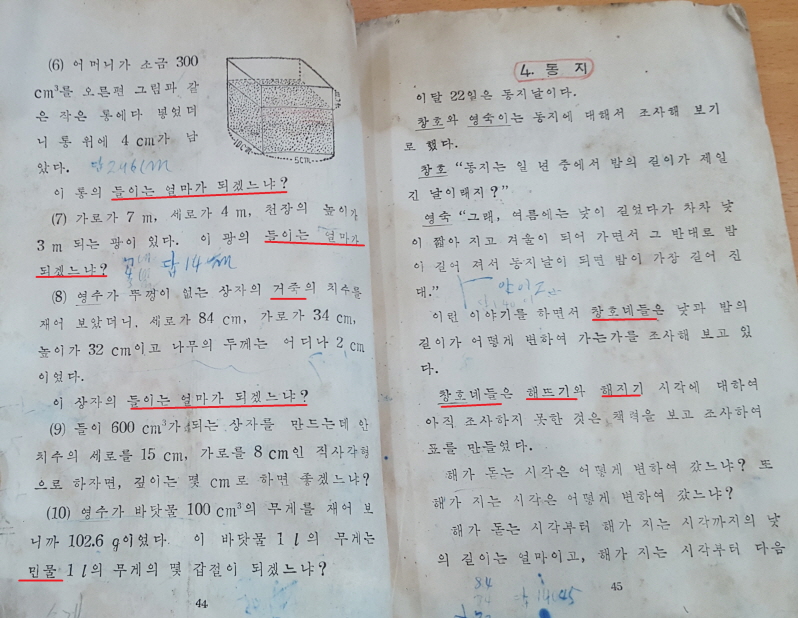 (6) 어머니가 소금 300
cm³를 오른편 그림과 같
은 작은 통에다 넣었더
니 통 위에 4 cm가 남
았다. 답 246cm
10cm
5cm
이 통의 들이는 얼마가 되겠느냐?
(7) 가로가 7 m, 세로가 4 m, 천장의 높이가
3 m 되는 광이 있다. 이 광의 들이는 얼마가
되겠느냐? 답 14
(8) 영수가 뚜껑이 없는 상자의 거죽의 치수를
재어 보았더니, 세로가 84 cm, 가로가 34 cm,
높이가 32 cm이고 나무의 두께는 어디나 2 cm
이었다.
이 상자의 들이는 얼마가 되겠느냐?
(9) 들이 600 cm³가 되는 상자를 만드는데 안
치수의 세로를 15 cm, 가로를 8 cm인 직사각형
으로 하자면, 깊이는 몇 cm로 하면 좋겠느냐?
(10) 영수가 바닷물 100 cm³의 무게를 재어 보
니까 102.6 g이었다. 이 바닷물 1 l의 무게는
민물 1 l의 무게의 몇 갑절이 되겠느냐?
44
4. 동지
이달 22일은 동지날이다.
창호와 영숙이는 동지에 대해서 조사해 보기
로 했다.
창호 “동지는 일 년 중에서 밤의 길이가 제일
긴 날이래지?”
영숙 “그래, 여름에는 낮이 길었다가 차차 낮
이 짧아 지고 겨울이 되어 가면서 그 반대로 밤
이 길어 져서 동지날이 되면 밤이 가장 길어 진
대.”
이런 이야기를 하면서 창호네들은 낮과 밤의
길이가 어떻게 변하여 가는가를 조사해 보고 있
다.
창호네들은 해뜨기와 해지기 시각에 대하여
아직 조사하지 못한 것은 책력을 보고 조사하여
표를 만들었다.
해가 돋는 시각은 어떻게 변하여 갔느냐? 또
해가 지는 시각은 어떻게 변하여 갔느냐?
해가 돋는 시각부터 해가 지는 시각까지의 낮
의 길이는 얼마이고, 해가 지는 시각부터 다음
84
45